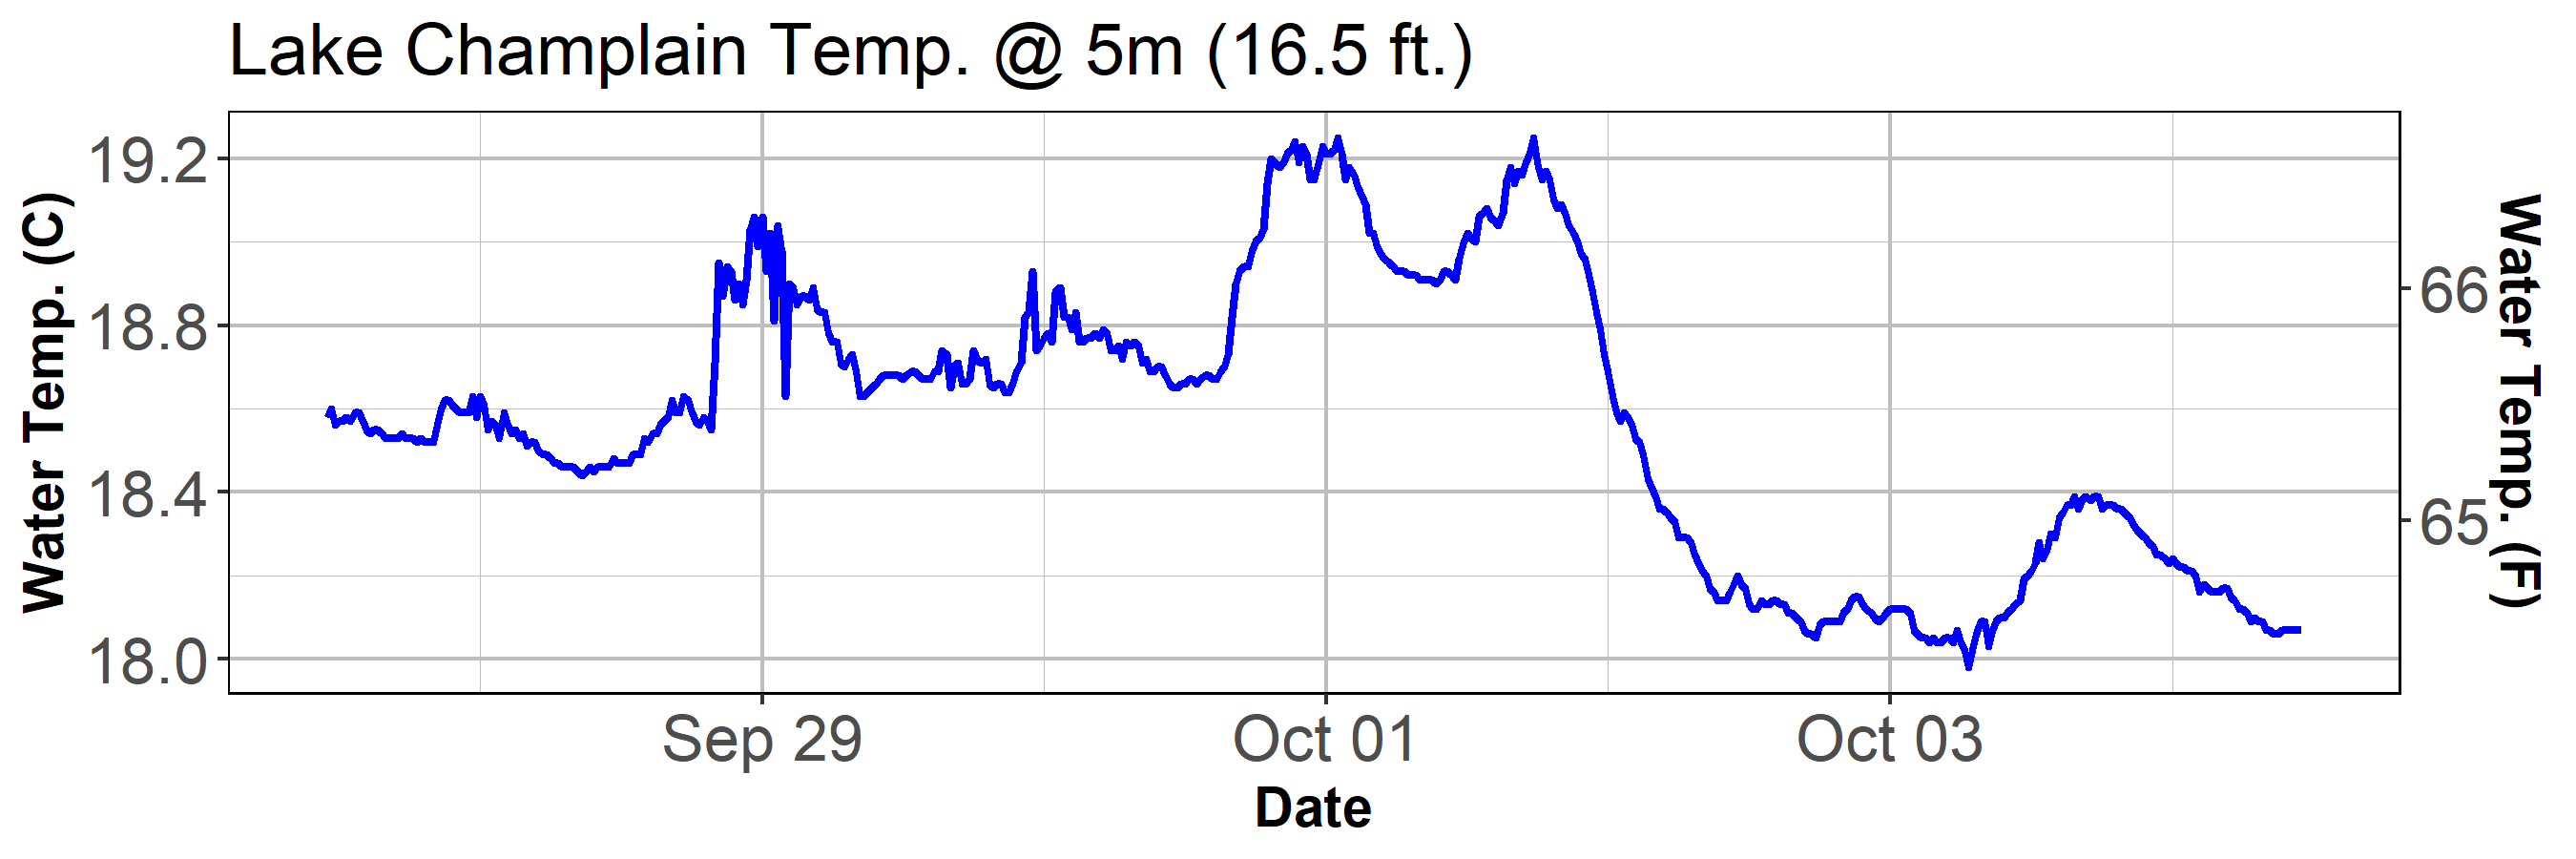 Lake Champlain Temp. @ 5m (16.5 ft.)
Water Temp. (C)
19.2
18.8
18.4
18.0
66
65
Water Temp. (F)
Sep 29 Oct 01 Oct 03
Date